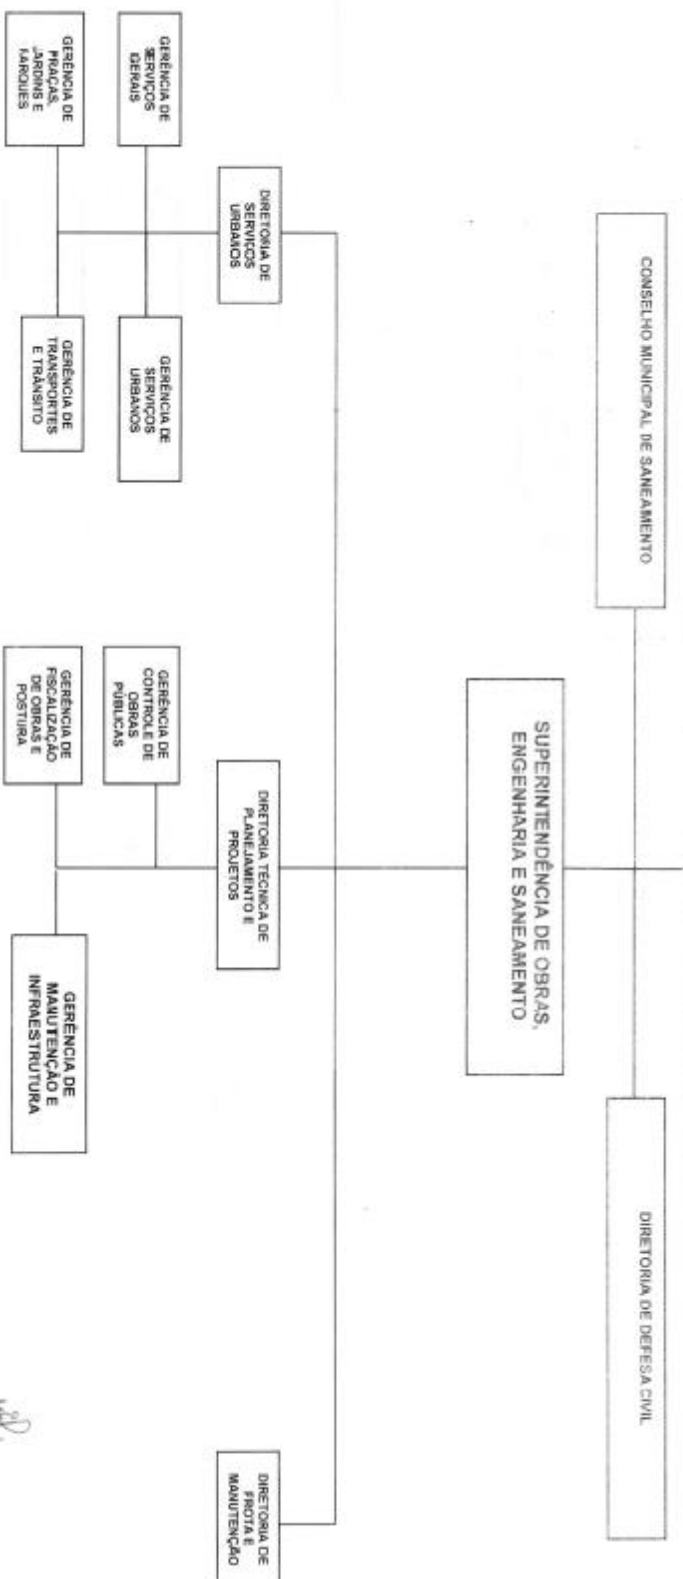 CONSELHO MUNICIPAL DE SANEAMENTO
DIRETORIA DE DEFESA CIVIL
SUPERINTENDÊNCIA DE OBRAS,
ENGENHARIA E SANEAMENTO
DIRETORIA DE
SERVIÇOS
URBANOS
DIRETORIA TÉCNICA DE
PLANEJAMENTO E
PROJETOS
DIRETORIA DE
FROTA E
MANUTENÇÃO
GERÊNCIA DE
SERVIÇOS
GERAIS
GERÊNCIA DE
SERVIÇOS
URBANOS
GERÊNCIA DE
CONTROLE DE
OBRAS
PÚBLICAS
GERÊNCIA DE
PRAÇAS,
JARDINS E
PARQUES
GERÊNCIA DE
TRANSPORTES
E TRÂNSITO
GERÊNCIA DE
FISCALIZAÇÃO
DE OBRAS E
POSTURA
GERÊNCIA DE
MANUTENÇÃO E
INFRAESTRUTURA